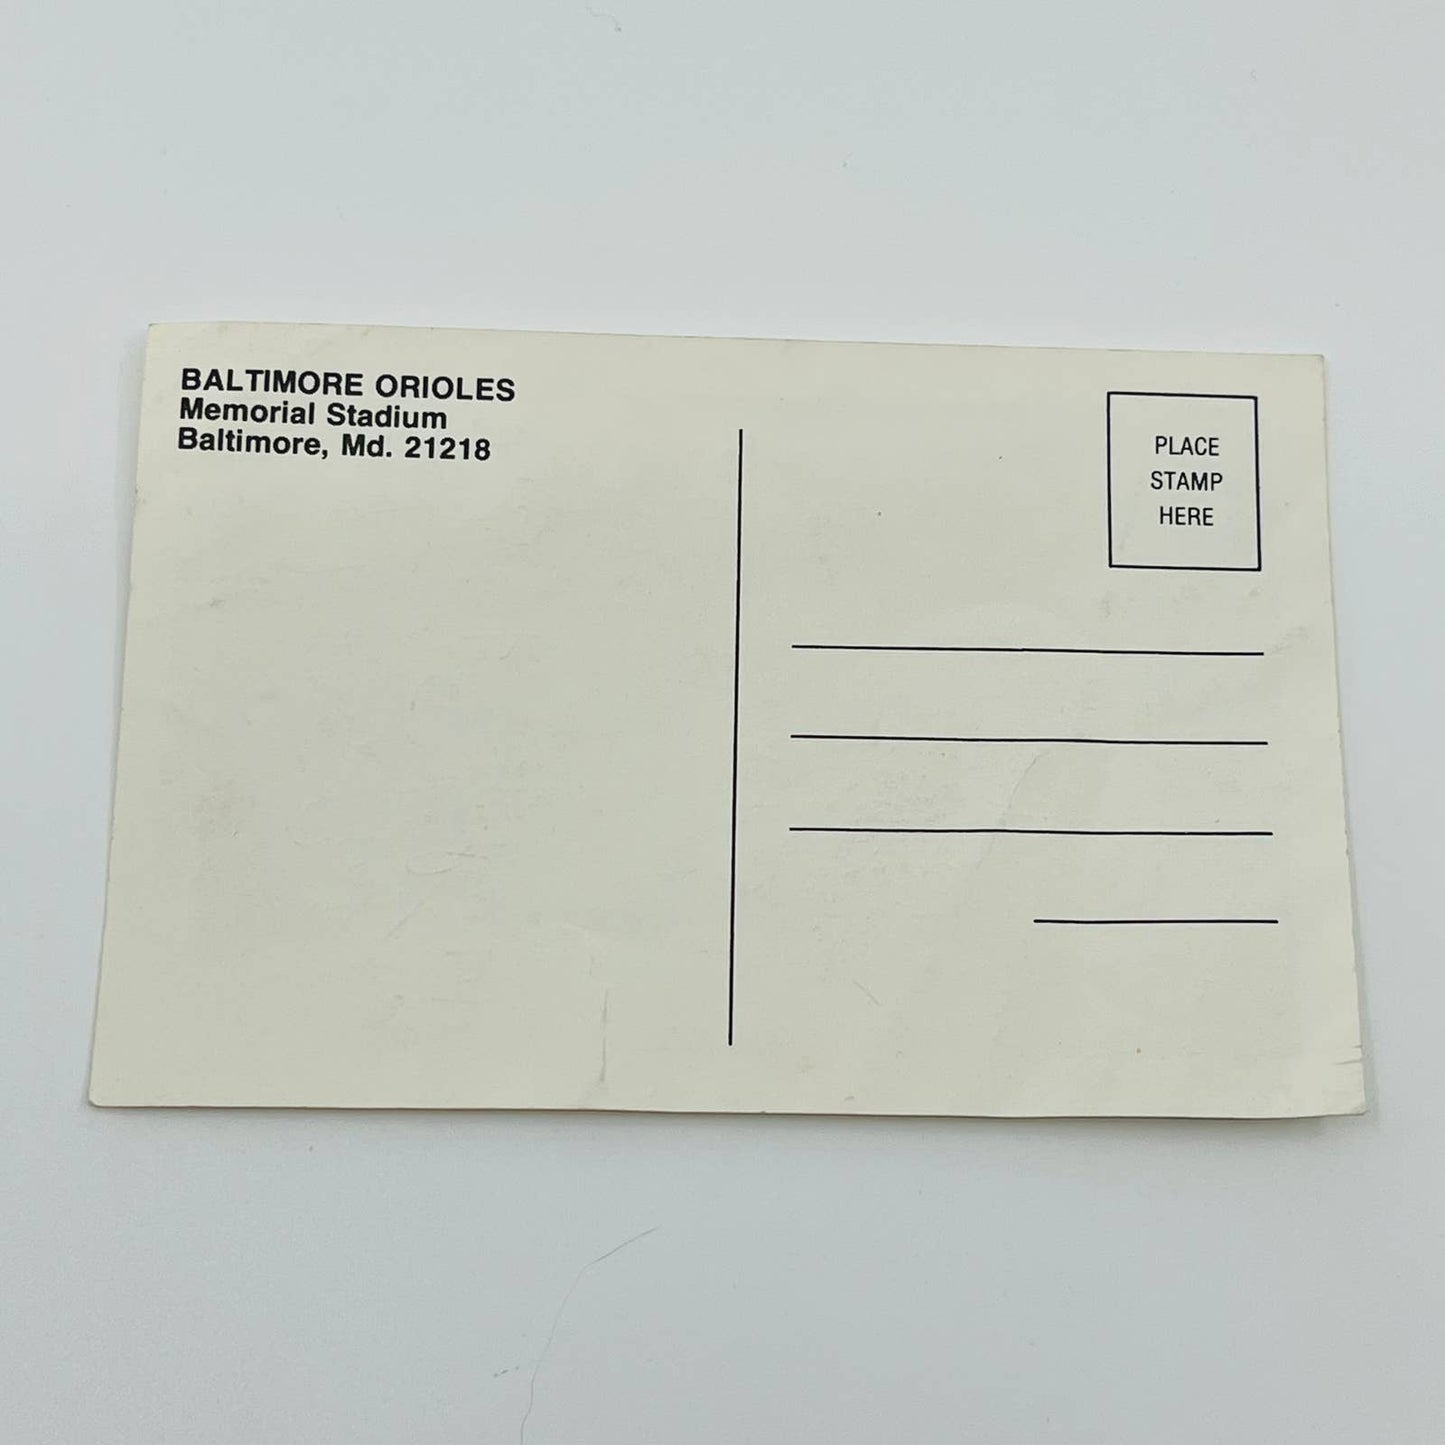 BALTIMORE ORIOLES
Memorial Stadium
Baltimore, Md. 21218
PLACE
STAMP
HERE